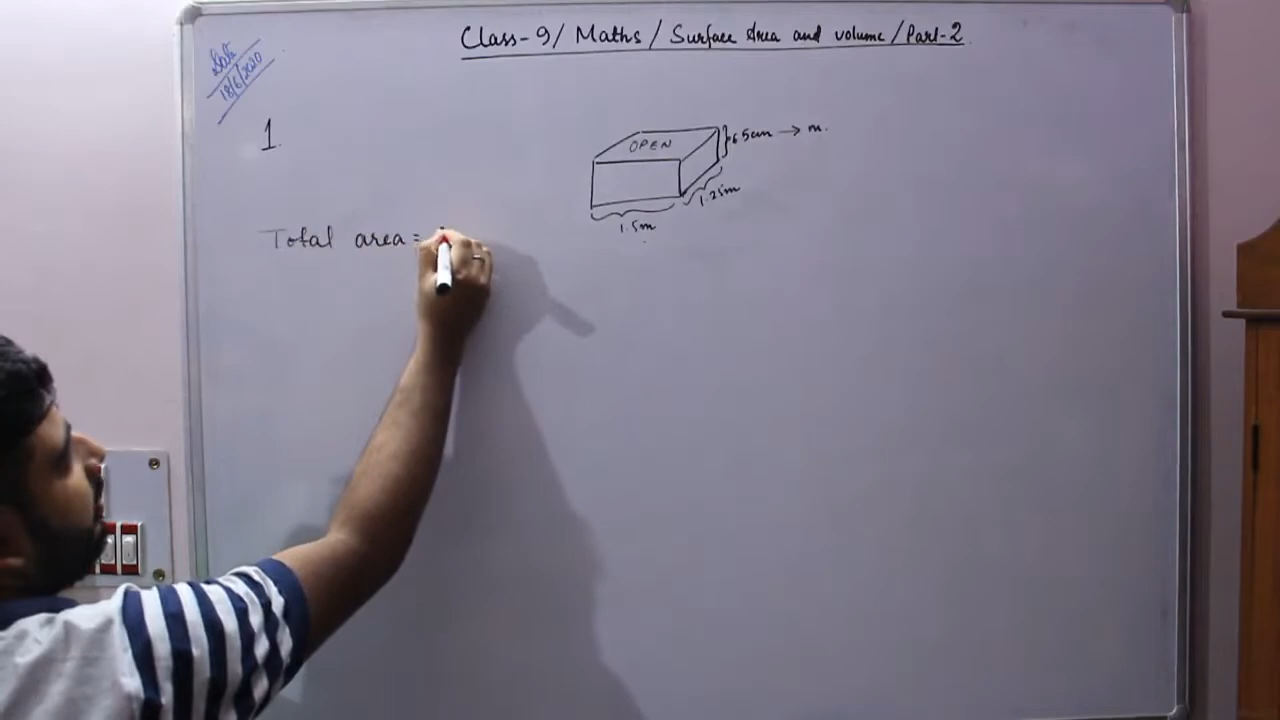 Class-9/ Maths / Surface Area and volume / Part-2
Date
18/6/2020
1.
OPEN
65cm → m.
1.25m
1.5m
Total area =